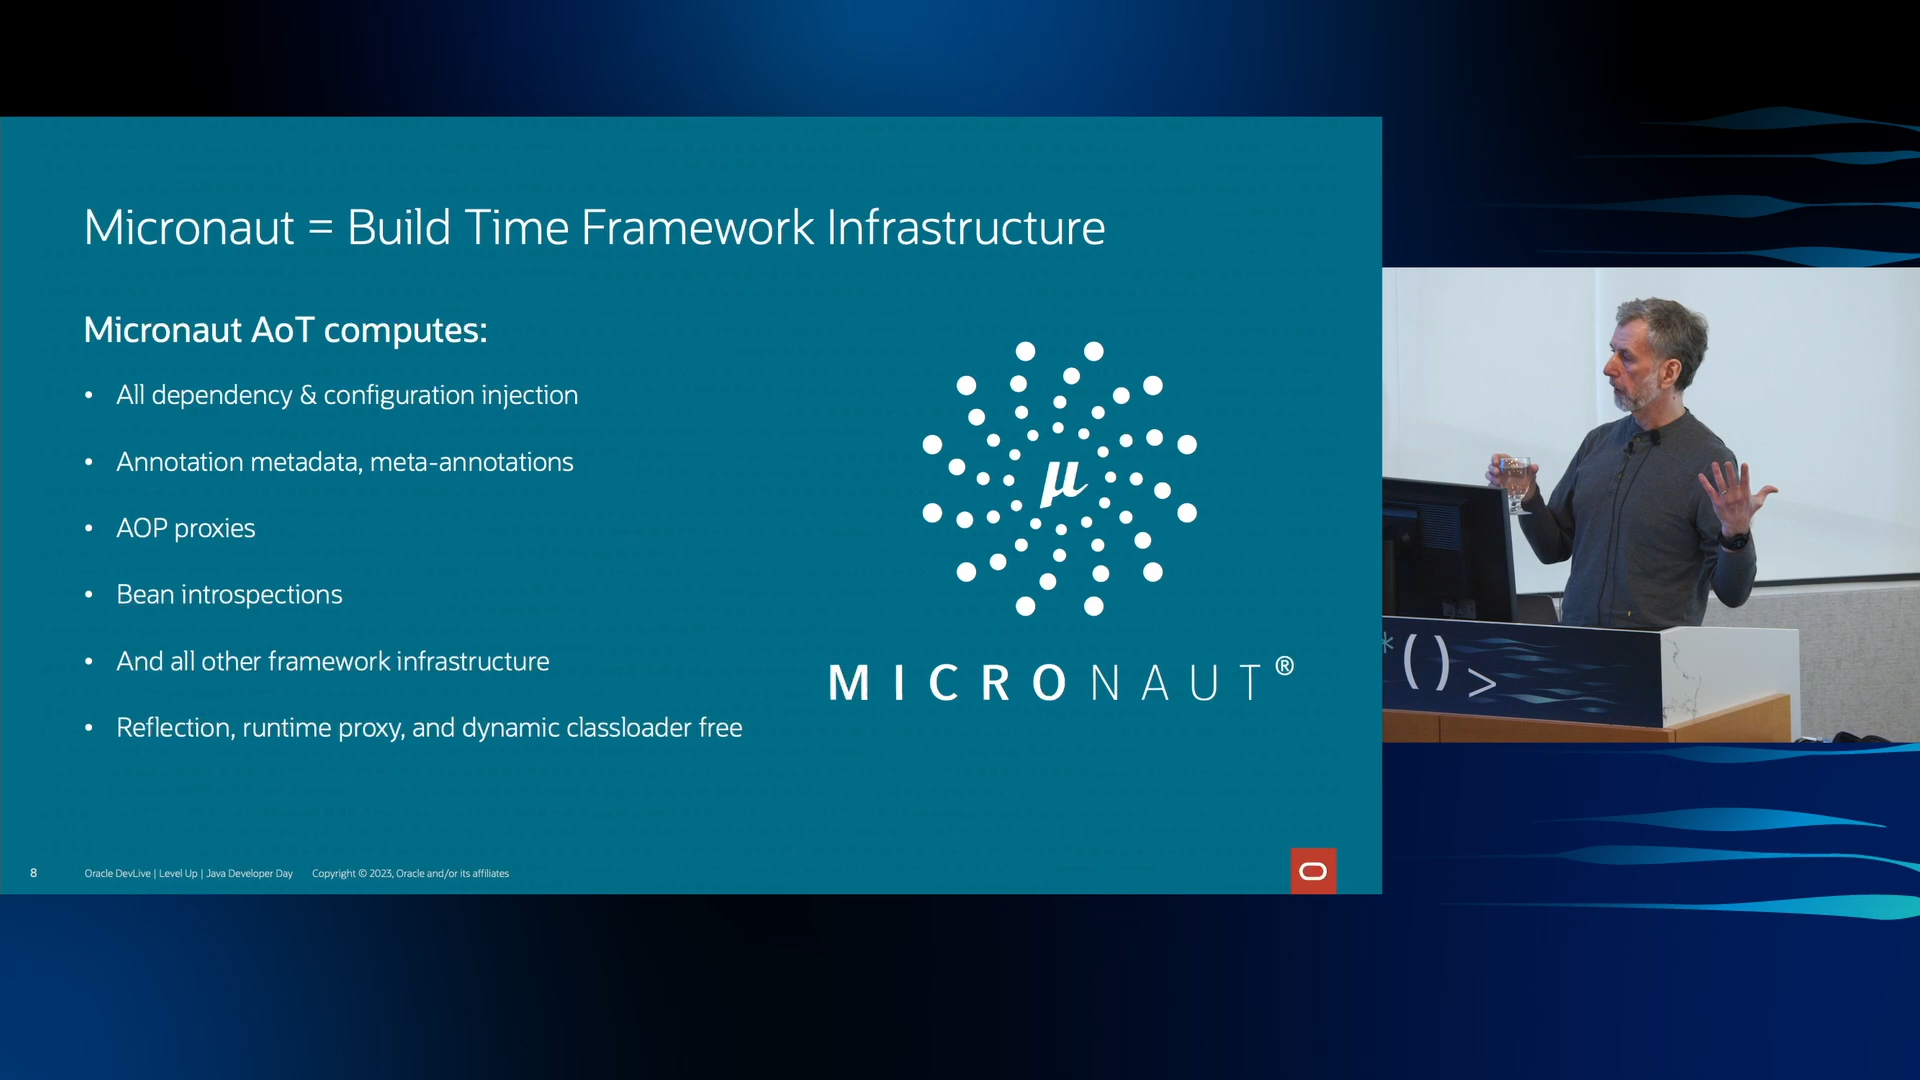 Micronaut = Build Time Framework Infrastructure
Micronaut AoT computes:
• All dependency & configuration injection
• Annotation metadata, meta-annotations
• AOP proxies
• Bean introspections
• And all other framework infrastructure
• Reflection, runtime proxy, and dynamic classloader free
μ
MICRONAUT®
*()>
8 Oracle DevLive | Level Up | Java Developer Day Copyright © 2023, Oracle and/or its affiliates